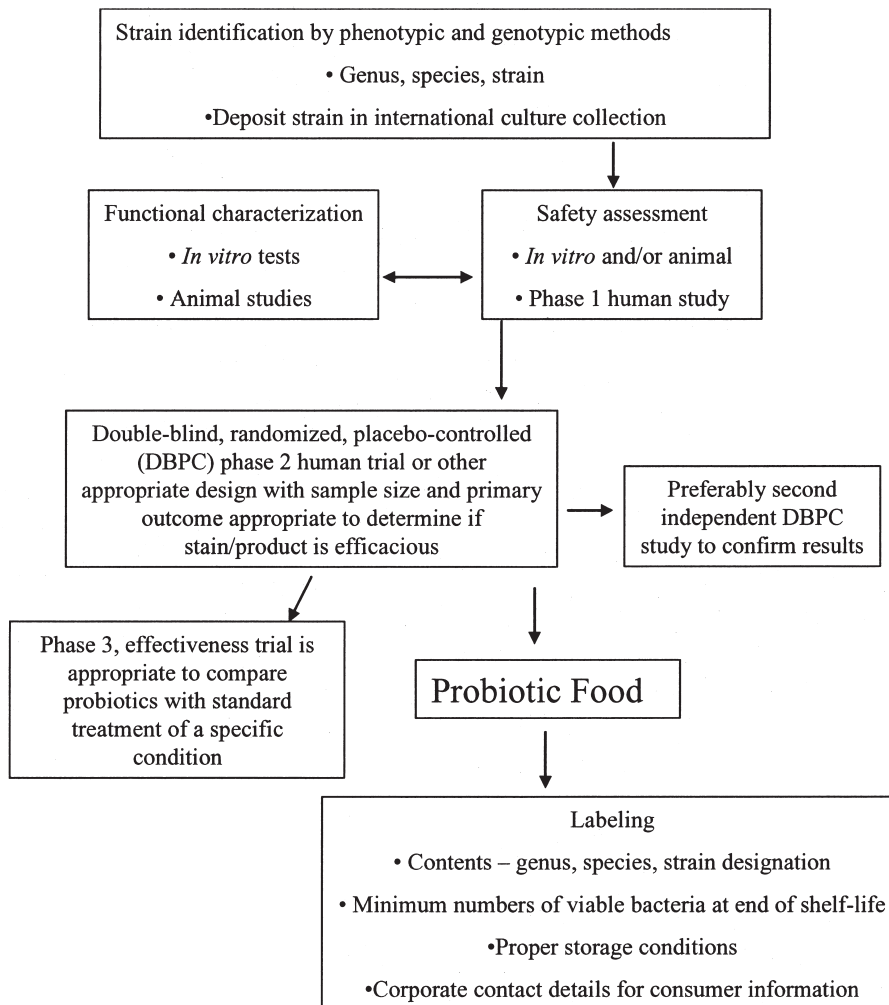 Strain identification by phenotypic and genotypic methods
• Genus, species, strain
•Deposit strain in international culture collection
Functional characterization
• In vitro tests
• Animal studies
Safety assessment
• In vitro and/or animal
• Phase 1 human study
Double-blind, randomized, placebo-controlled
(DBPC) phase 2 human trial or other
appropriate design with sample size and primary
outcome appropriate to determine if
stain/product is efficacious
Preferably second
independent DBPC
study to confirm results
Phase 3, effectiveness trial is
appropriate to compare
probiotics with standard
treatment of a specific
condition
Probiotic Food
Labeling
• Contents – genus, species, strain designation
• Minimum numbers of viable bacteria at end of shelf-life
•Proper storage conditions
•Corporate contact details for consumer information